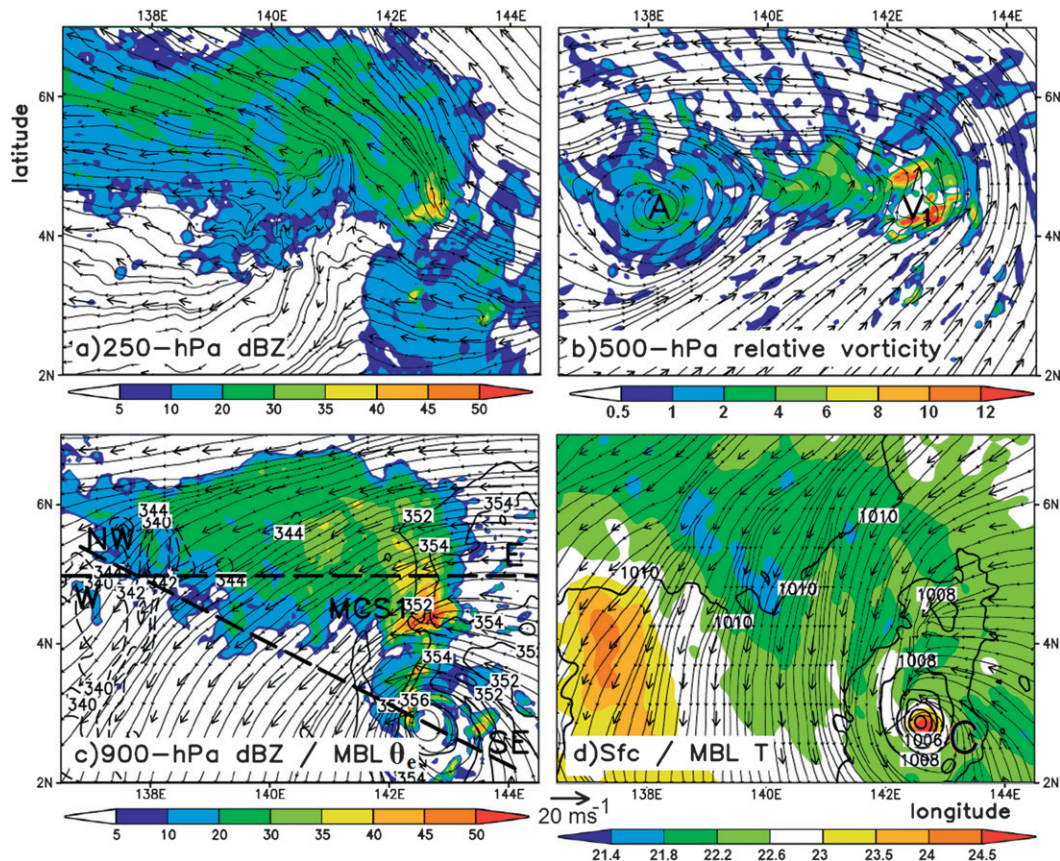 138E 140E 142E 144E
138E 140E 142E 144E
latitude
6N
4N
2N
a)250-hPa dBZ
A
V1
6N
4N
2N
b)500-hPa relative vorticity
5 10 20 30 35 40 45 50
0.5 1 2 4 6 8 10 12
6N
4N
2N
354
352
344
340
NW
344
354
E
344
340
342
344
W
342
MCS1
352
354
354
340
340
352
356
352
SE
354
c)900-hPa dBZ / MBL θe
138E 140E 142E 144E
1010
1010
1010
1010
1008
1008
1006
C
1008
d)Sfc / MBL T
6N
4N
2N
138E 140E 142E 144E
5 10 20 30 35 40 45 50
20 ms-1
longitude
21.4 21.8 22.2 22.6 23 23.5 24 24.5